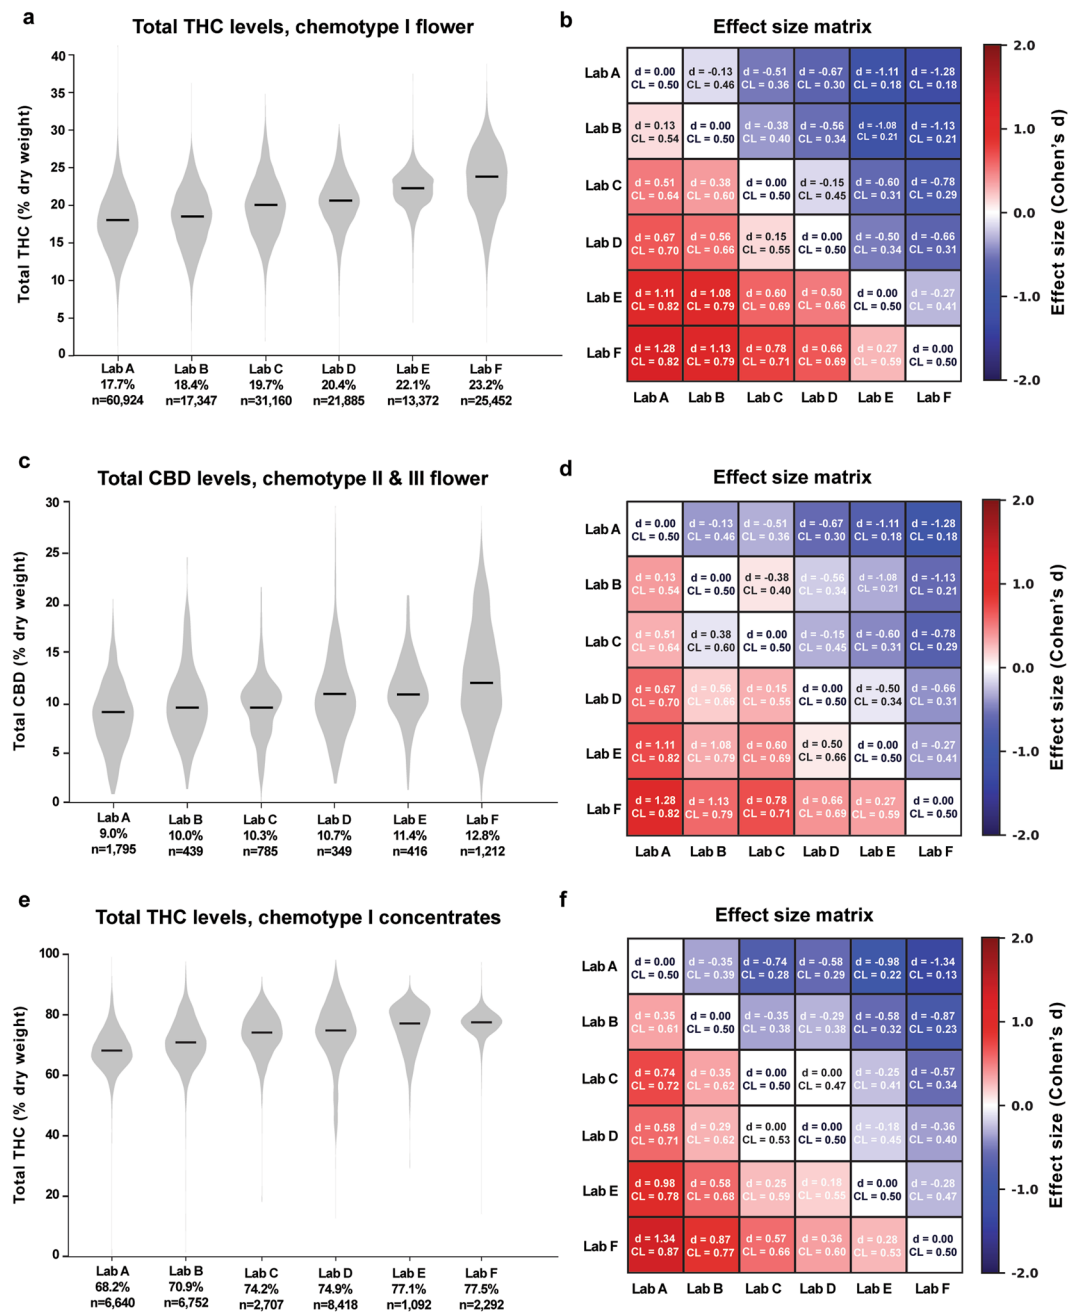 a
Total THC levels, chemotype I flower
Total THC (% dry weight)
40
35
30
25
20
15
10
5
0
Lab A Lab B Lab C Lab D Lab E Lab F
17.7% 18.4% 19.7% 20.4% 22.1% 23.2%
n=60,924 n=17,347 n=31,160 n=21,885 n=13,372 n=25,452
b
Effect size matrix
Lab A
d = 0.00 d = -0.13 d = -0.51 d = -0.67 d = -1.11 d = -1.28
CL = 0.50 CL = 0.46 CL = 0.36 CL = 0.30 CL = 0.18 CL = 0.18
Lab B
d = 0.13 d = 0.00 d = -0.38 d = -0.56 d = -1.08 d = -1.13
CL = 0.54 CL = 0.50 CL = 0.40 CL = 0.34 CL = 0.21 CL = 0.21
Lab C
d = 0.51 d = 0.38 d = 0.00 d = -0.15 d = -0.60 d = -0.78
CL = 0.64 CL = 0.60 CL = 0.50 CL = 0.45 CL = 0.31 CL = 0.29
Lab D
d = 0.67 d = 0.56 d = 0.15 d = 0.00 d = -0.50 d = -0.66
CL = 0.70 CL = 0.66 CL = 0.55 CL = 0.50 CL = 0.34 CL = 0.31
Lab E
d = 1.11 d = 1.08 d = 0.60 d = 0.50 d = 0.00 d = -0.27
CL = 0.82 CL = 0.79 CL = 0.69 CL = 0.66 CL = 0.50 CL = 0.41
Lab F
d = 1.28 d = 1.13 d = 0.78 d = 0.66 d = 0.27 d = 0.00
CL = 0.82 CL = 0.79 CL = 0.71 CL = 0.69 CL = 0.59 CL = 0.50
Lab A Lab B Lab C Lab D Lab E Lab F
2.0
1.0
0.0
-1.0
-2.0
Effect size (Cohen's d)
c
Total CBD levels, chemotype II & III flower
Total CBD (% dry weight)
30
25
20
15
10
5
0
Lab A Lab B Lab C Lab D Lab E Lab F
9.0% 10.0% 10.3% 10.7% 11.4% 12.8%
n=1,795 n=439 n=785 n=349 n=416 n=1,212
d
Effect size matrix
Lab A
d = 0.00 d = -0.13 d = -0.51 d = -0.67 d = -1.11 d = -1.28
CL = 0.50 CL = 0.46 CL = 0.36 CL = 0.30 CL = 0.18 CL = 0.18
Lab B
d = 0.13 d = 0.00 d = -0.38 d = -0.56 d = -1.08 d = -1.13
CL = 0.54 CL = 0.50 CL = 0.40 CL = 0.34 CL = 0.21 CL = 0.21
Lab C
d = 0.51 d = 0.38 d = 0.00 d = -0.15 d = -0.60 d = -0.78
CL = 0.64 CL = 0.60 CL = 0.50 CL = 0.45 CL = 0.31 CL = 0.29
Lab D
d = 0.67 d = 0.56 d = 0.15 d = 0.00 d = -0.50 d = -0.66
CL = 0.70 CL = 0.66 CL = 0.55 CL = 0.50 CL = 0.34 CL = 0.31
Lab E
d = 1.11 d = 1.08 d = 0.60 d = 0.50 d = 0.00 d = -0.27
CL = 0.82 CL = 0.79 CL = 0.69 CL = 0.66 CL = 0.50 CL = 0.41
Lab F
d = 1.28 d = 1.13 d = 0.78 d = 0.66 d = 0.27 d = 0.00
CL = 0.82 CL = 0.79 CL = 0.71 CL = 0.69 CL = 0.59 CL = 0.50
Lab A Lab B Lab C Lab D Lab E Lab F
2.0
1.0
0.0
-1.0
-2.0
Effect size (Cohen's d)
e
Total THC levels, chemotype I concentrates
Total THC (% dry weight)
100
80
60
40
20
0
Lab A Lab B Lab C Lab D Lab E Lab F
68.2% 70.9% 74.2% 74.9% 77.1% 77.5%
n=6,640 n=6,752 n=2,707 n=8,418 n=1,092 n=2,292
f
Effect size matrix
Lab A
d = 0.00 d = -0.35 d = -0.74 d = -0.58 d = -0.98 d = -1.34
CL = 0.50 CL = 0.39 CL = 0.28 CL = 0.29 CL = 0.22 CL = 0.13
Lab B
d = 0.35 d = 0.00 d = -0.35 d = -0.29 d = -0.58 d = -0.87
CL = 0.61 CL = 0.50 CL = 0.38 CL = 0.38 CL = 0.32 CL = 0.23
Lab C
d = 0.74 d = 0.35 d = 0.00 d = 0.00 d = -0.25 d = -0.57
CL = 0.72 CL = 0.62 CL = 0.50 CL = 0.47 CL = 0.41 CL = 0.34
Lab D
d = 0.58 d = 0.29 d = 0.00 d = 0.00 d = -0.18 d = -0.36
CL = 0.71 CL = 0.62 CL = 0.53 CL = 0.50 CL = 0.45 CL = 0.40
Lab E
d = 0.98 d = 0.58 d = 0.25 d = 0.18 d = 0.00 d = -0.28
CL = 0.78 CL = 0.68 CL = 0.59 CL = 0.55 CL = 0.50 CL = 0.47
Lab F
d = 1.34 d = 0.87 d = 0.57 d = 0.36 d = 0.28 d = 0.00
CL = 0.87 CL = 0.77 CL = 0.66 CL = 0.60 CL = 0.53 CL = 0.50
Lab A Lab B Lab C Lab D Lab E Lab F
2.0
1.0
0.0
-1.0
-2.0
Effect size (Cohen's d)